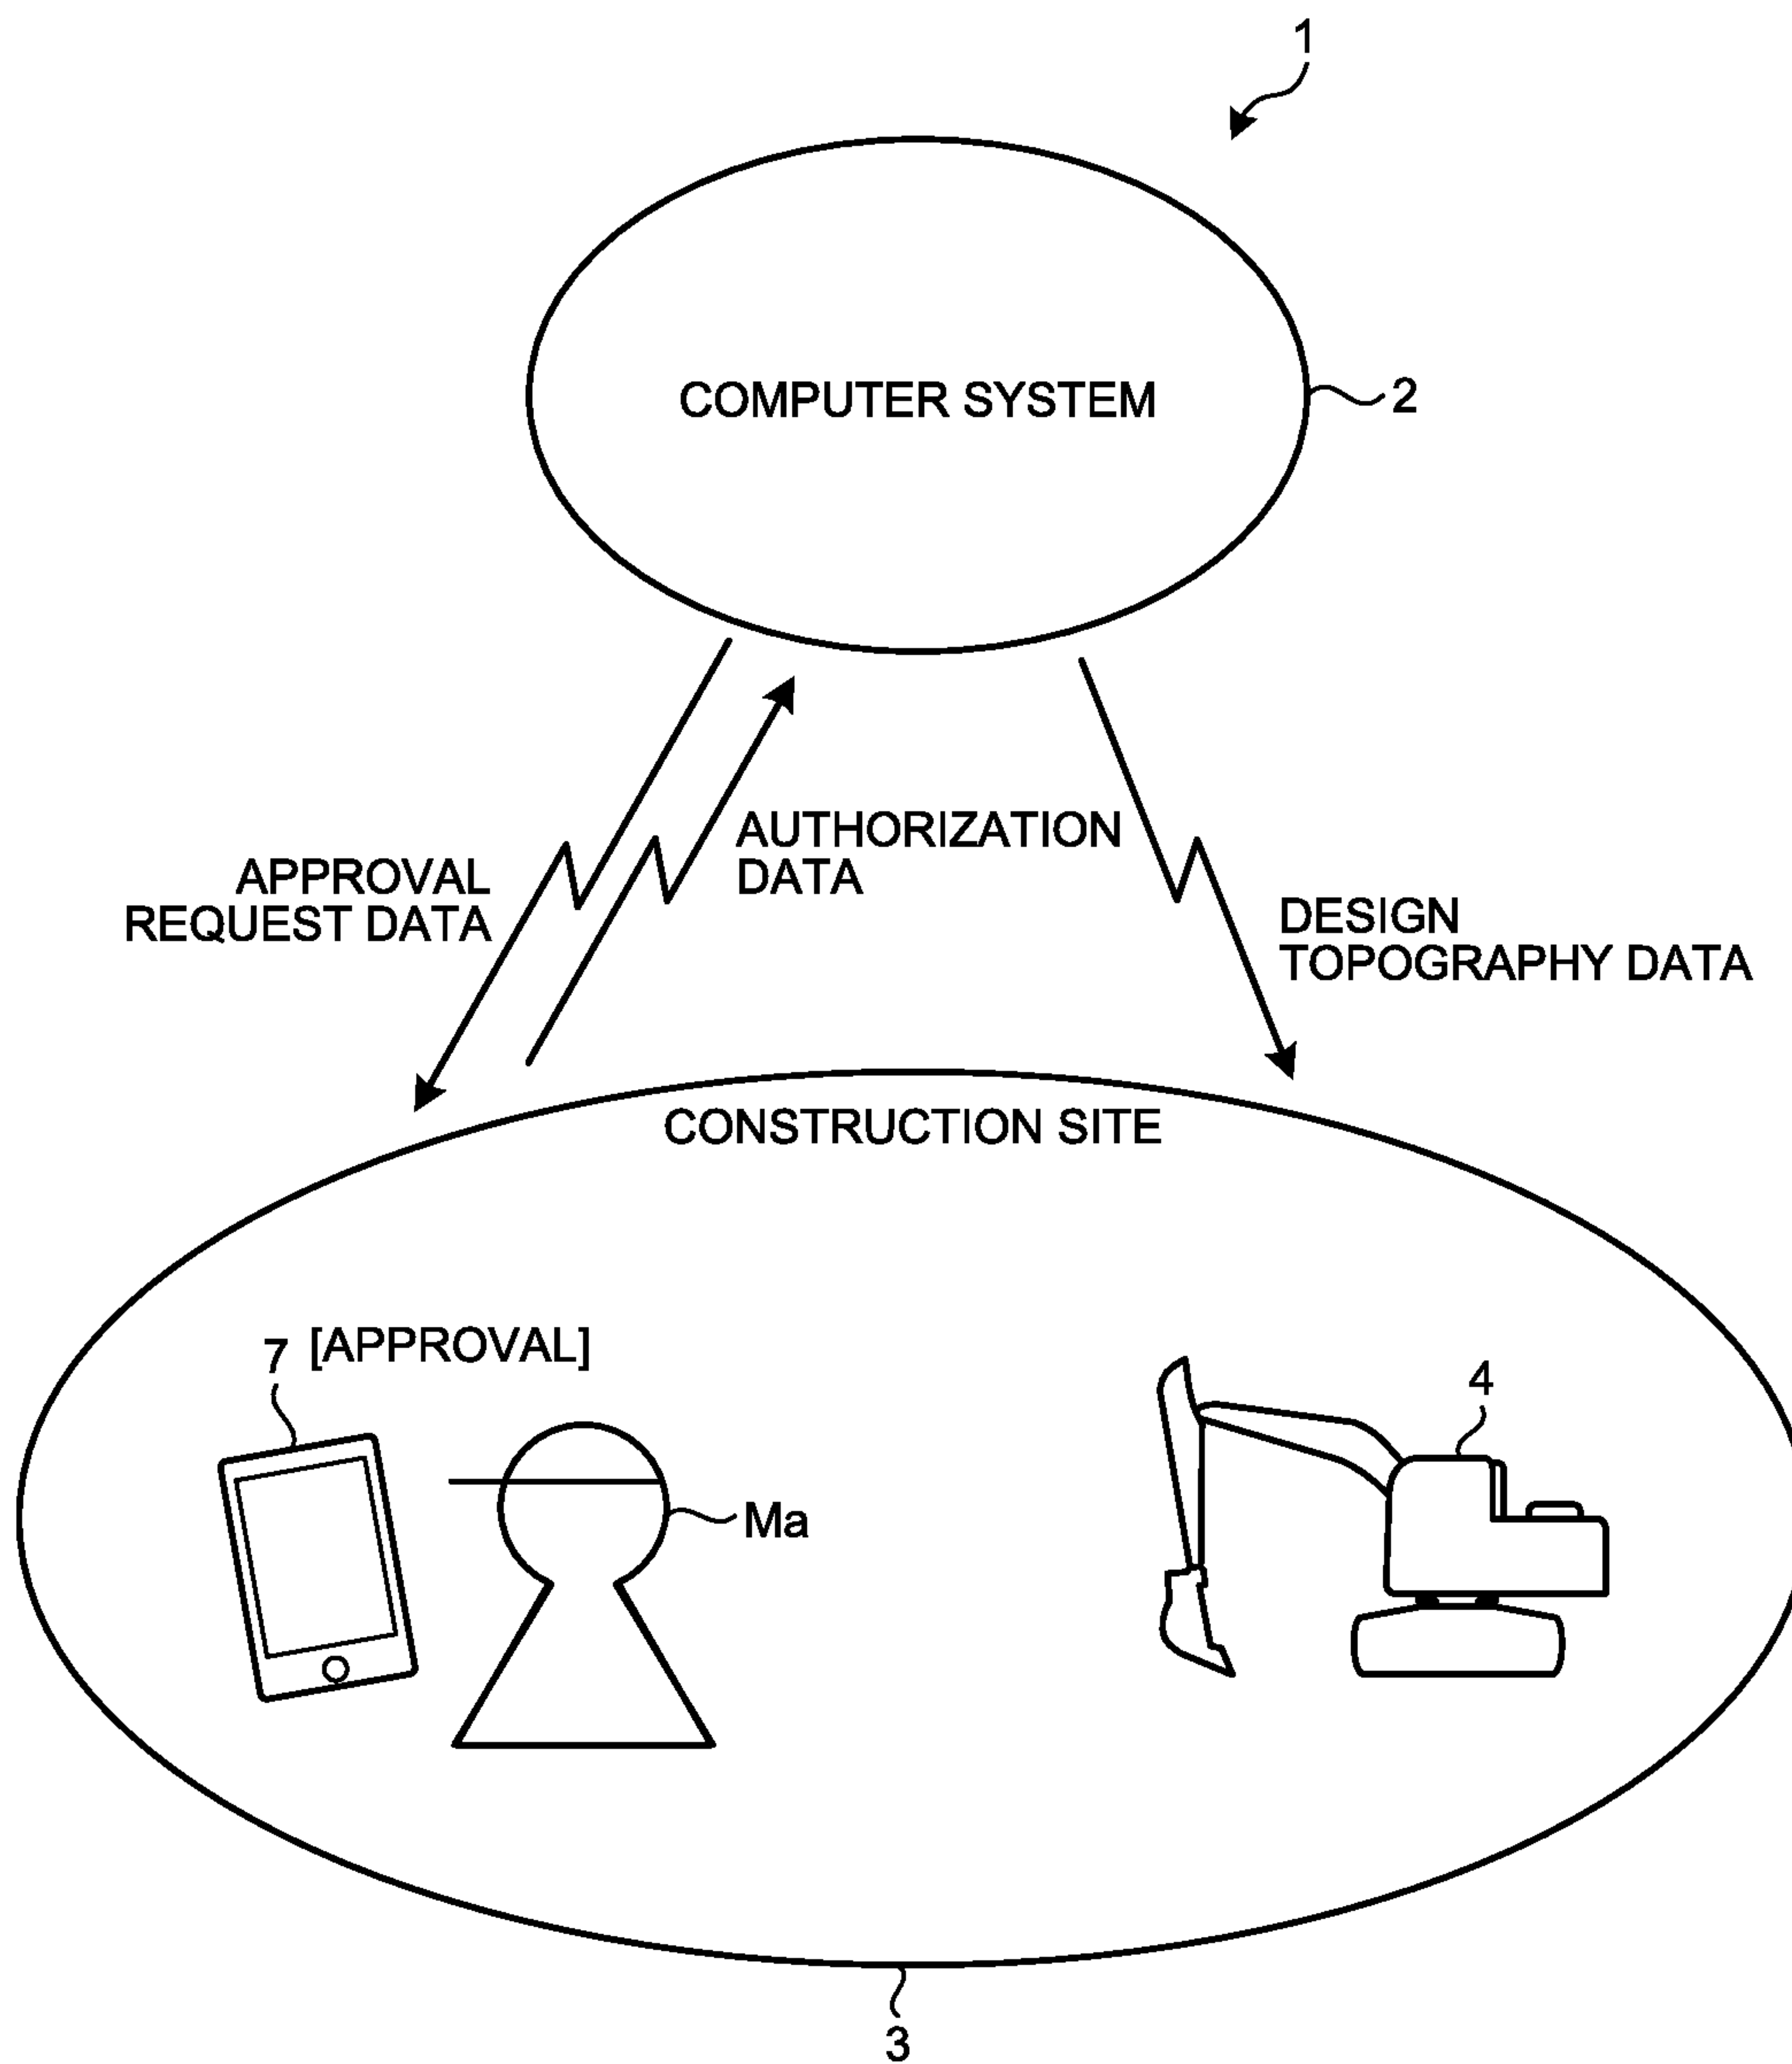 1
COMPUTER SYSTEM
2
AUTHORIZATION
DATA
APPROVAL
REQUEST DATA
DESIGN
TOPOGRAPHY DATA
CONSTRUCTION SITE
7 [APPROVAL]
4
Ma
3